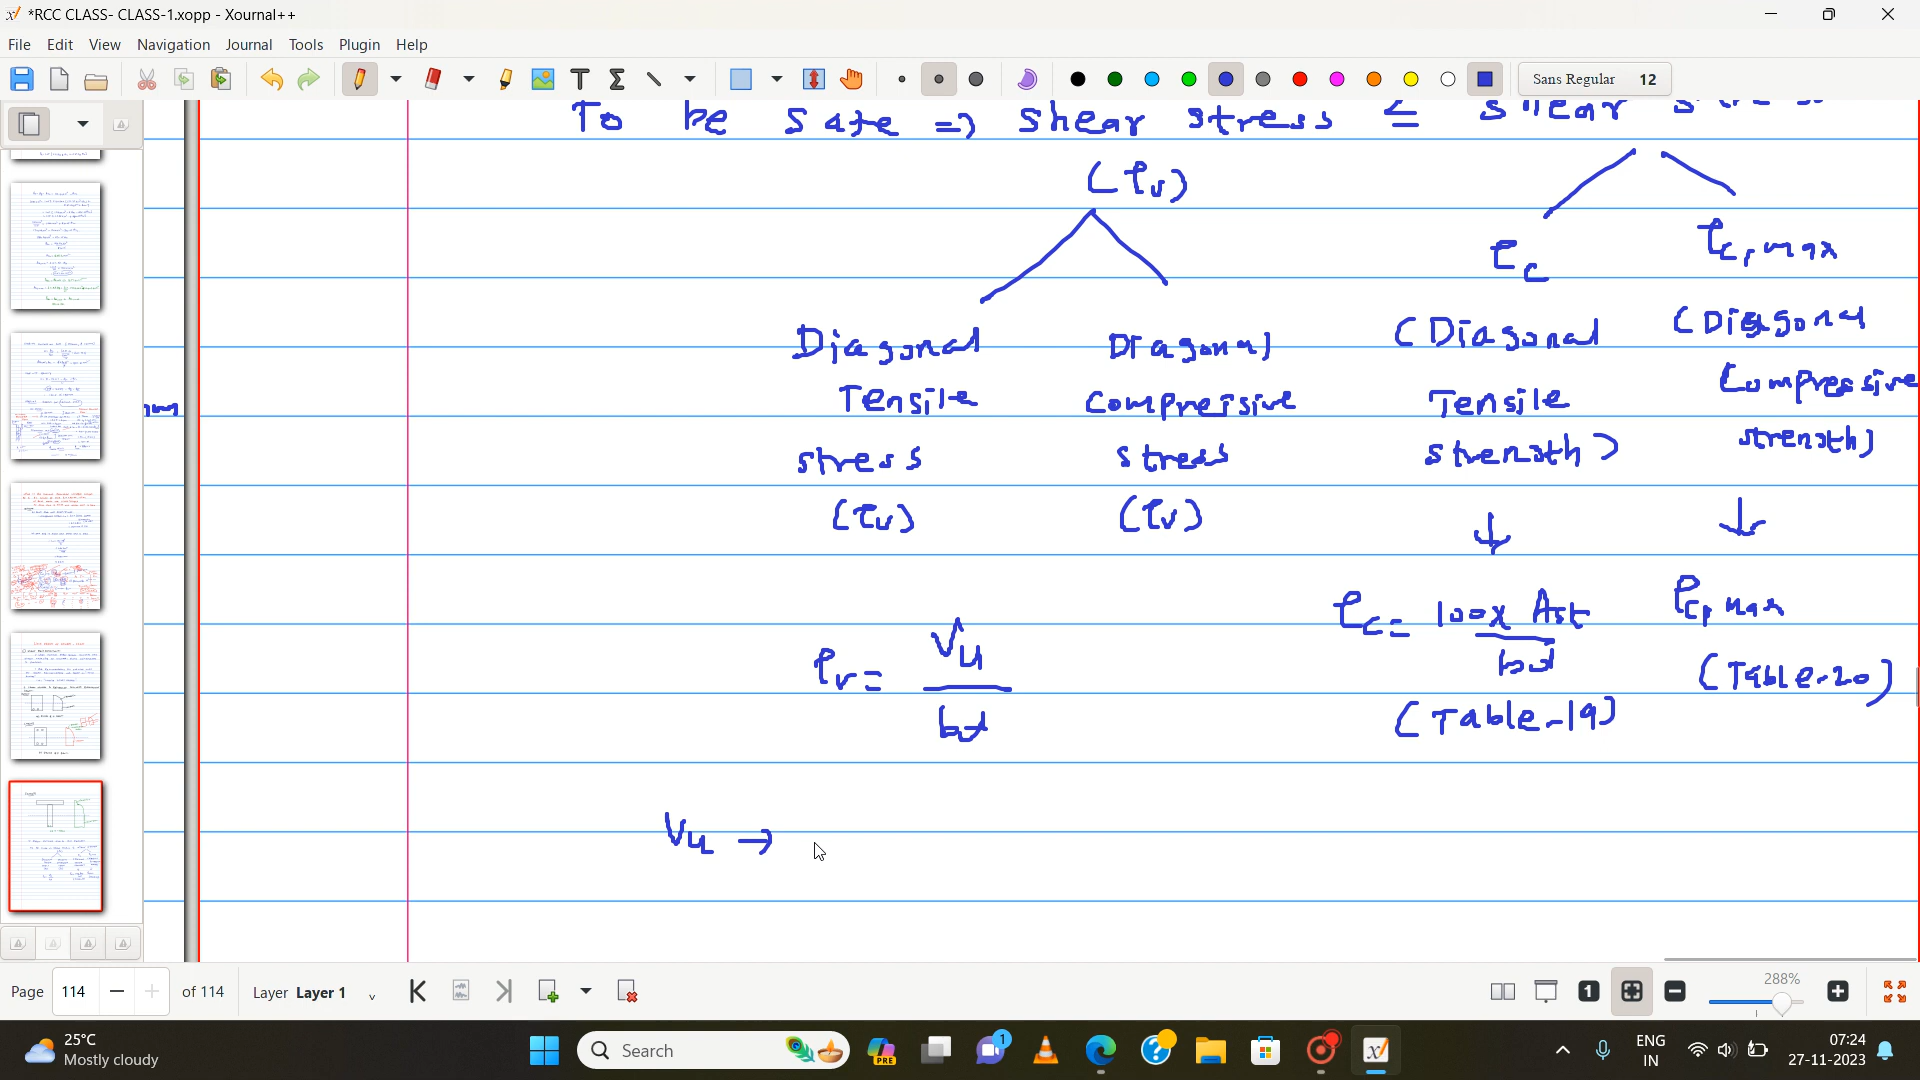 *RCC CLASS- CLASS-1.xopp - Xournal++
File Edit View Navigation Journal Tools Plugin Help
Sans Regular 12
To be safe => shear stress ≤ shear
(τv)
τc τc, max
Diagonal Diagonal (Diagonal (Diagonal
Tensile compressive Tensile Compressive
stress stress strength) strength)
(τv) (τv)
τv = Vu / bd
τc = 100x Ast / bd τc, max
(Table-19) (Table-20)
Vu →
Page 114 of 114 Layer Layer 1 288%
25°C
Mostly cloudy
Search
PRE
1
ENG
IN
07:24
27-11-2023